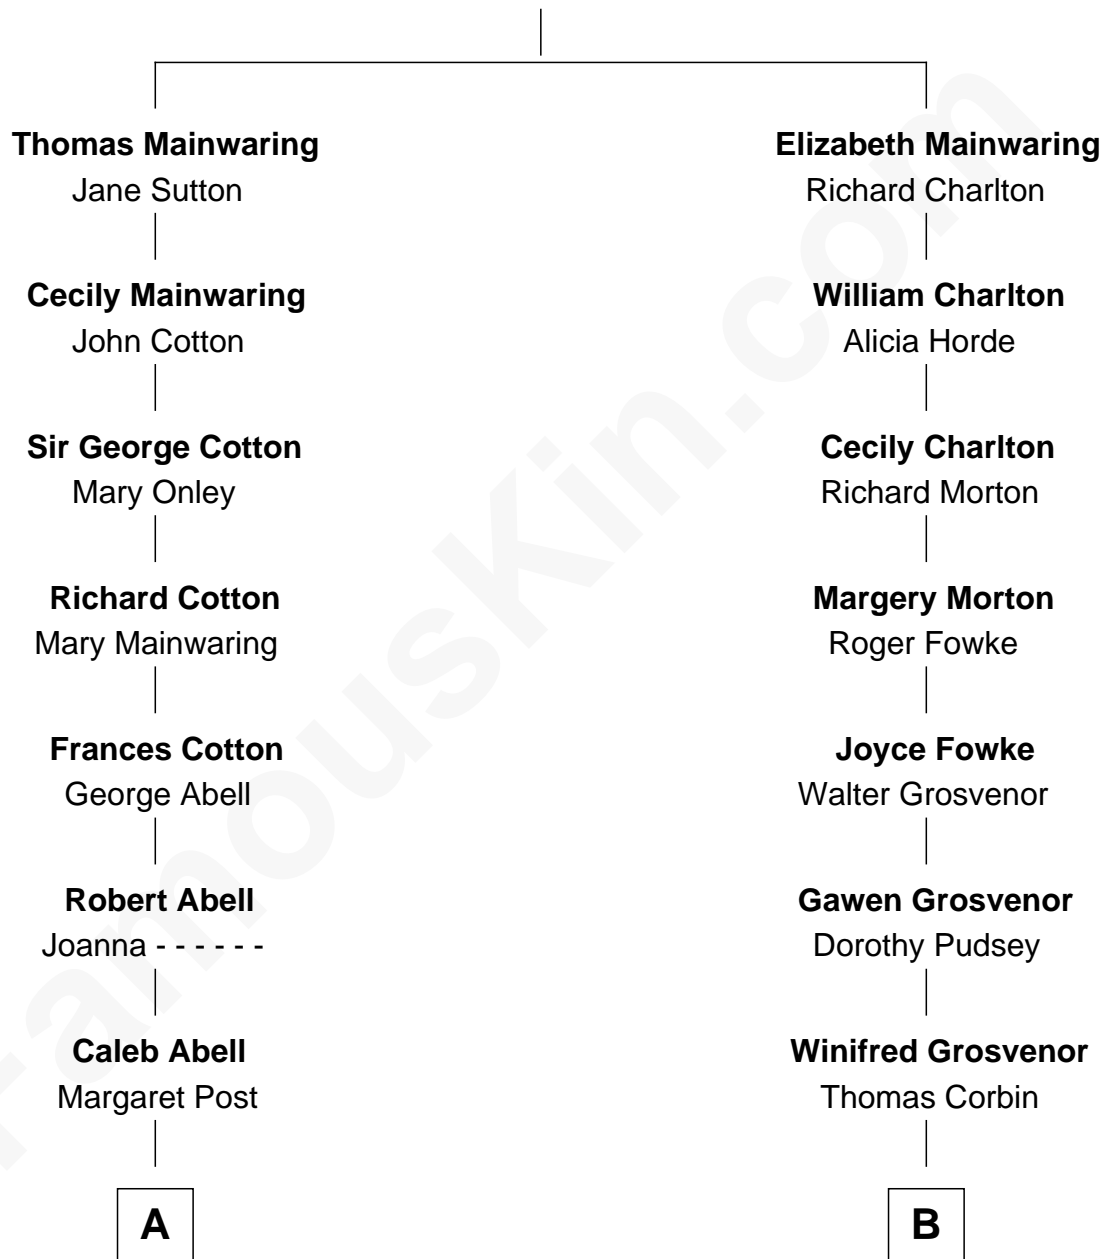 Thomas Mainwaring
Jane Sutton
Elizabeth Mainwaring
Richard Charlton
Cecily Mainwaring
John Cotton
William Charlton
Alicia Horde
Sir George Cotton
Mary Onley
Cecily Charlton
Richard Morton
Richard Cotton
Mary Mainwaring
Margery Morton
Roger Fowke
Frances Cotton
George Abell
Joyce Fowke
Walter Grosvenor
Robert Abell
Joanna - - - - - -
Gawen Grosvenor
Dorothy Pudsey
Caleb Abell
Margaret Post
Winifred Grosvenor
Thomas Corbin
A
B
FamousKin.com